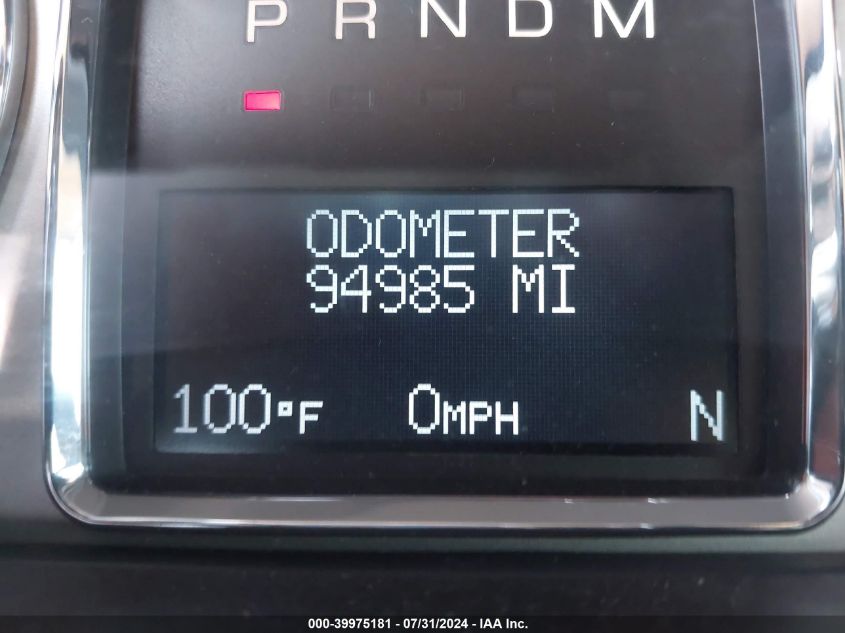 P R N D M
ODOMETER
94985 MI
100°F 0MPH N
000-39975181 - 07/31/2024 - IAA Inc.